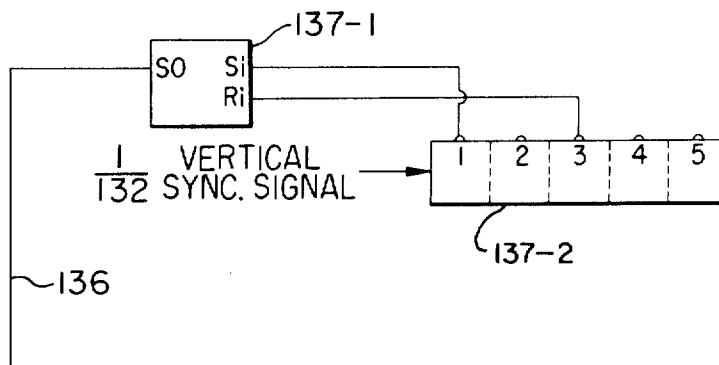 137-1
SO Si
Ri
1/132 VERTICAL
SYNC. SIGNAL
1 2 3 4 5
137-2
136